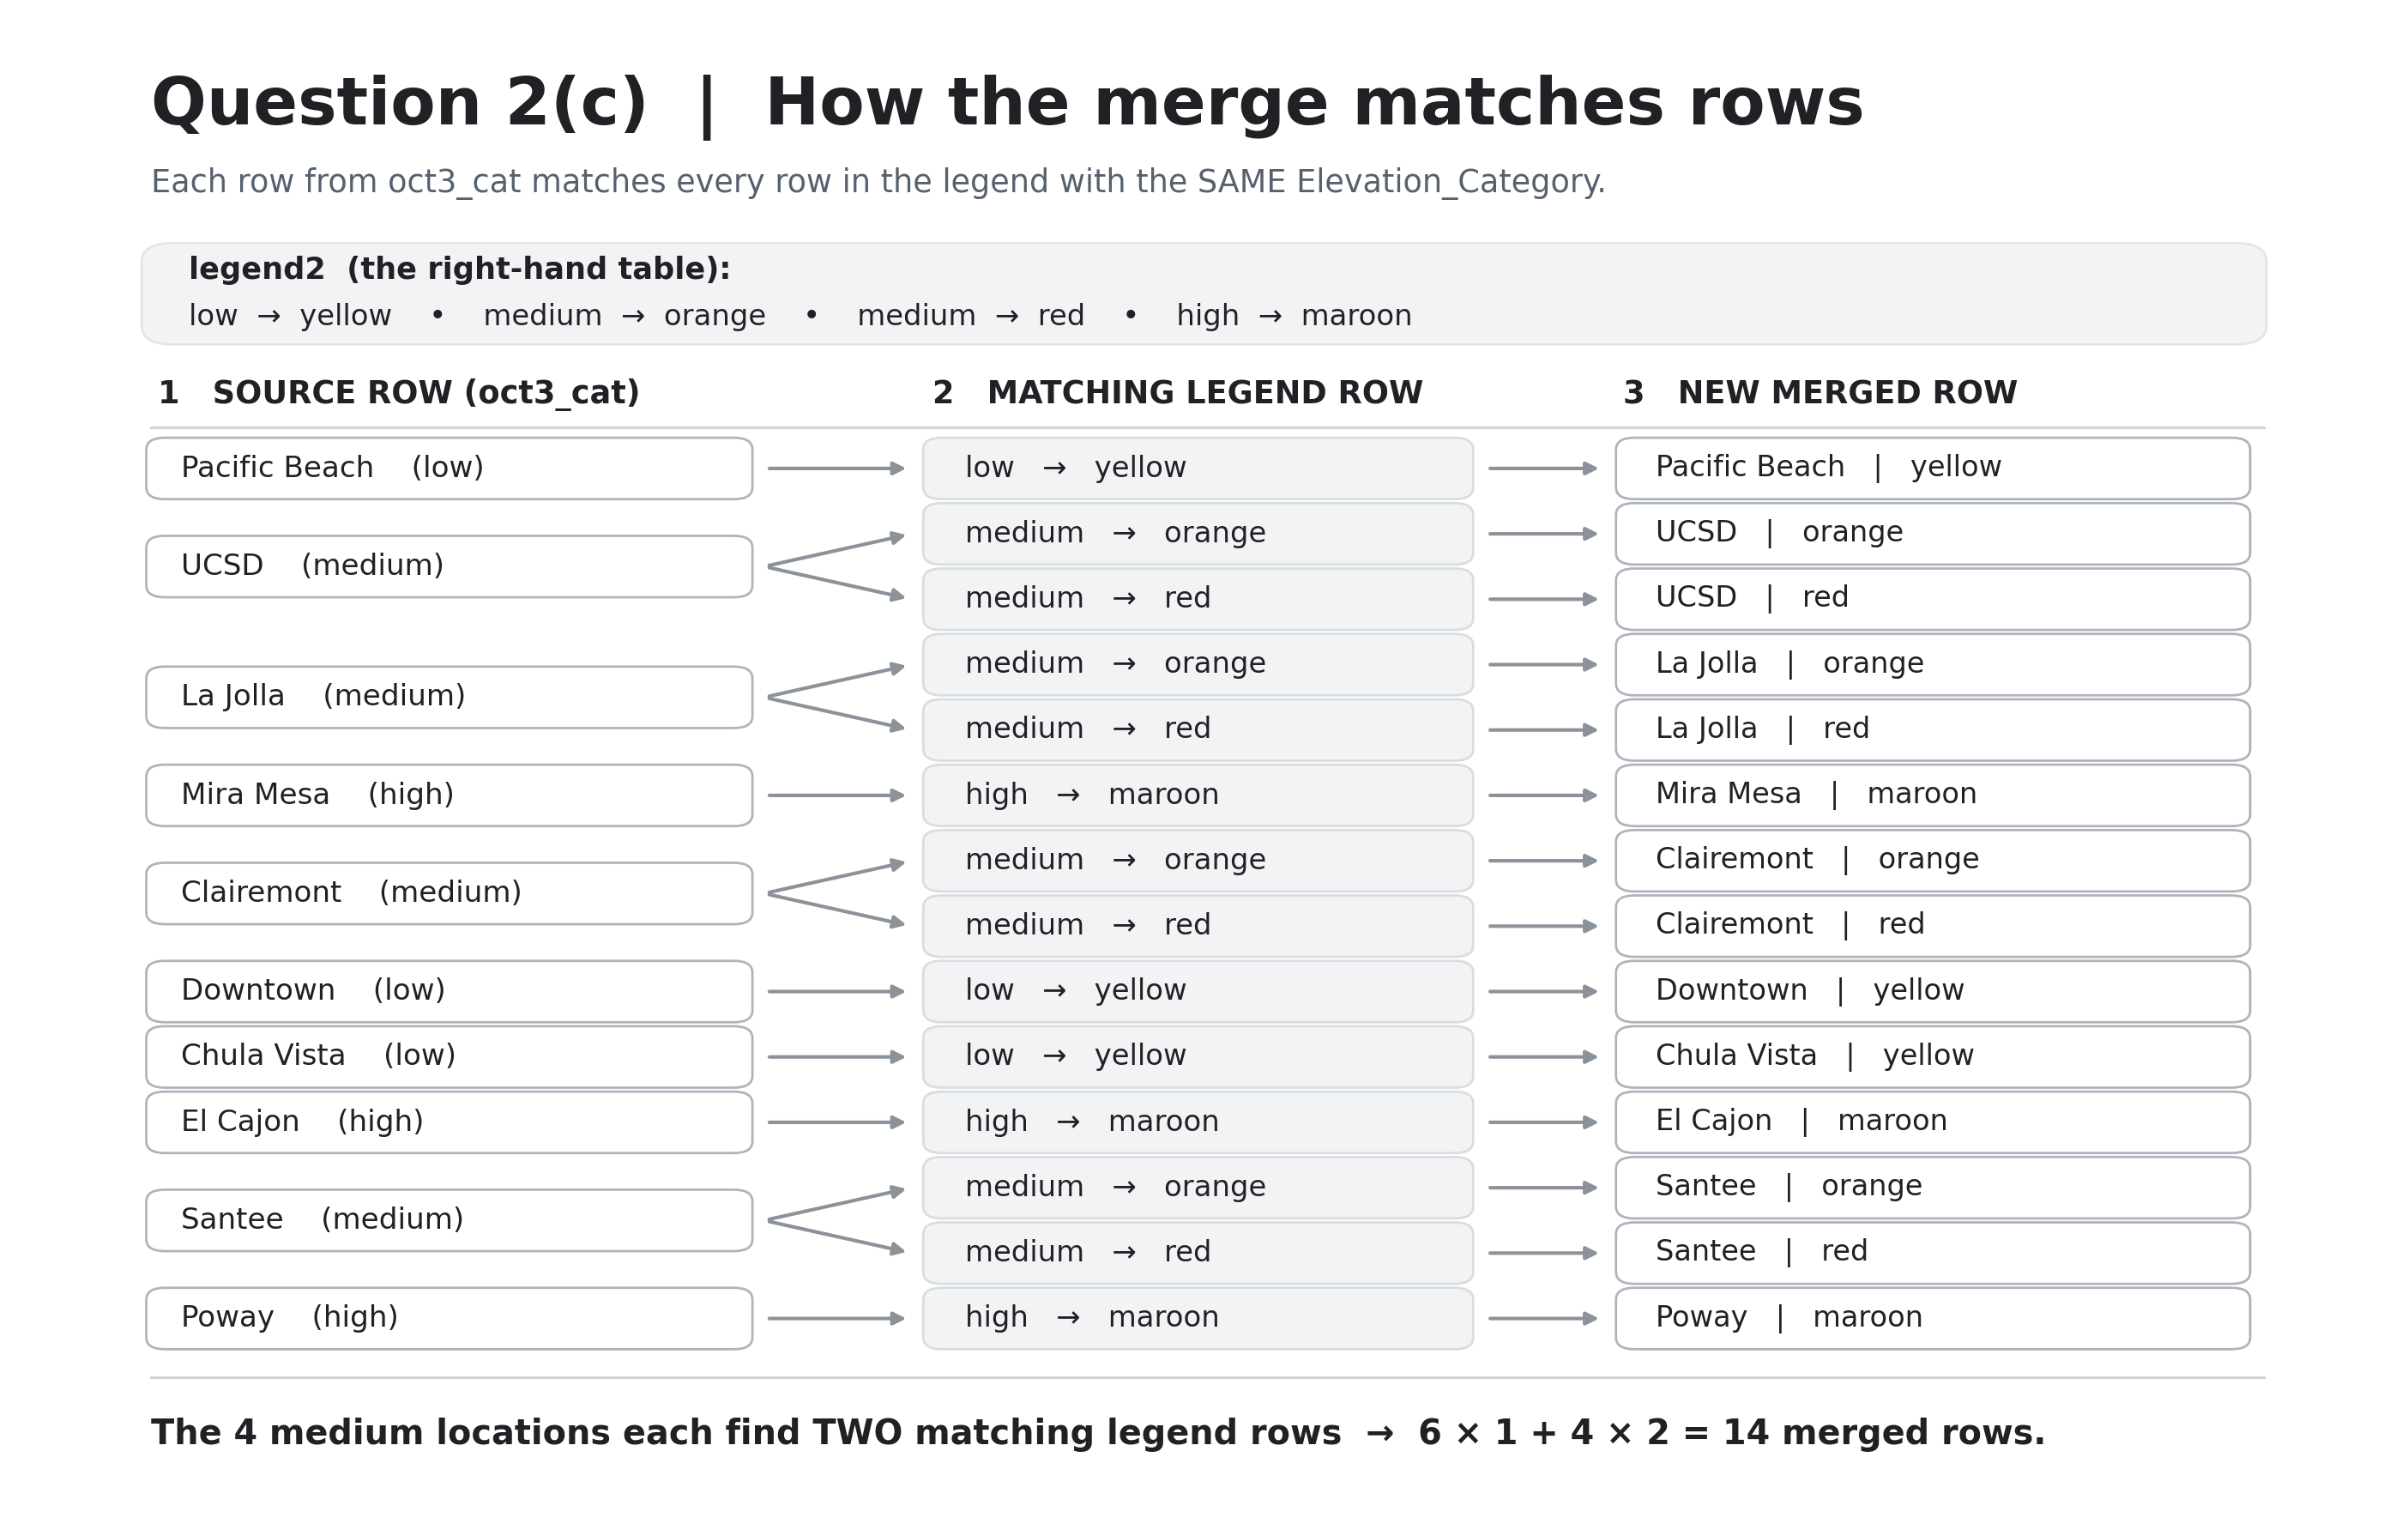 Question 2(c) | How the merge matches rows
Each row from oct3_cat matches every row in the legend with the SAME Elevation_Category.
legend2 (the right-hand table):
low → yellow • medium → orange • medium → red • high → maroon
1 SOURCE ROW (oct3_cat) 2 MATCHING LEGEND ROW 3 NEW MERGED ROW
Pacific Beach (low) low → yellow Pacific Beach | yellow
medium → orange UCSD | orange
UCSD (medium)
medium → red UCSD | red
medium → orange La Jolla | orange
La Jolla (medium)
medium → red La Jolla | red
Mira Mesa (high) high → maroon Mira Mesa | maroon
medium → orange Clairemont | orange
Clairemont (medium)
medium → red Clairemont | red
Downtown (low) low → yellow Downtown | yellow
Chula Vista (low) low → yellow Chula Vista | yellow
El Cajon (high) high → maroon El Cajon | maroon
medium → orange Santee | orange
Santee (medium)
medium → red Santee | red
Poway (high) high → maroon Poway | maroon
The 4 medium locations each find TWO matching legend rows → 6 × 1 + 4 × 2 = 14 merged rows.